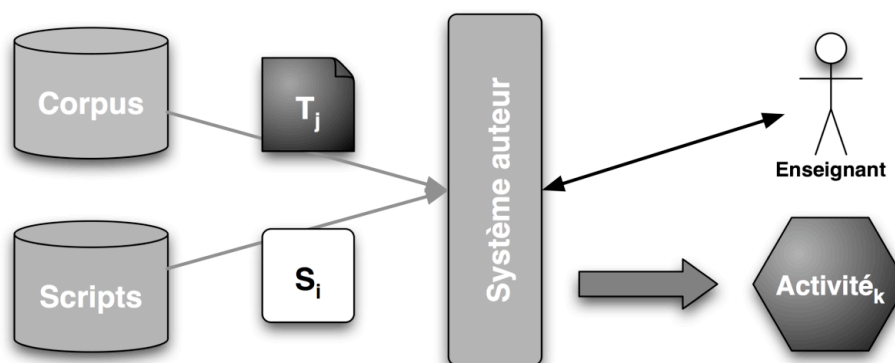 Corpus
Tj
Système auteur
Enseignant
Scripts
Si
Activiték